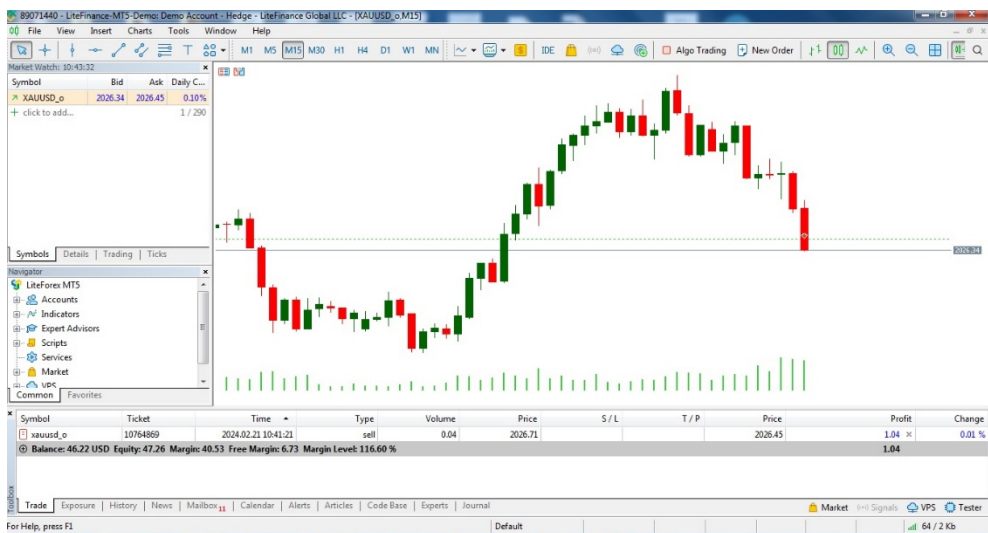 89071440 - LiteFinance-MT5-Demo: Demo Account - Hedge - LiteFinance Global LLC - [XAUUSD_o,M15]
File View Insert Charts Tools Window Help
M1 M5 M15 M30 H1 H4 D1 W1 MN IDE Algo Trading New Order
Market Watch: 10:43:32
Symbol Bid Ask Daily C...
XAUUSD_o 2026.34 2026.45 0.10%
click to add... 1 / 290
Symbols Details Trading Ticks
2026.34
Navigator
LiteForex MT5
Accounts
Indicators
Expert Advisors
Scripts
Services
Market
VPS
Common Favorites
Symbol Ticket Time Type Volume Price S / L T / P Price Profit Change
xauusd_o 10764869 2024.02.21 10:41:21 sell 0.04 2026.71 2026.45 1.04 0.01 %
Balance: 46.22 USD Equity: 47.26 Margin: 40.53 Free Margin: 6.73 Margin Level: 116.60 % 1.04
Toolbox
Trade Exposure History News Mailbox 11 Calendar Alerts Articles Code Base Experts Journal Market Signals VPS Tester
For Help, press F1 Default 64 / 2 Kb